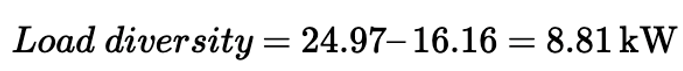 Load diversity = 24.97– 16.16 = 8.81 kW